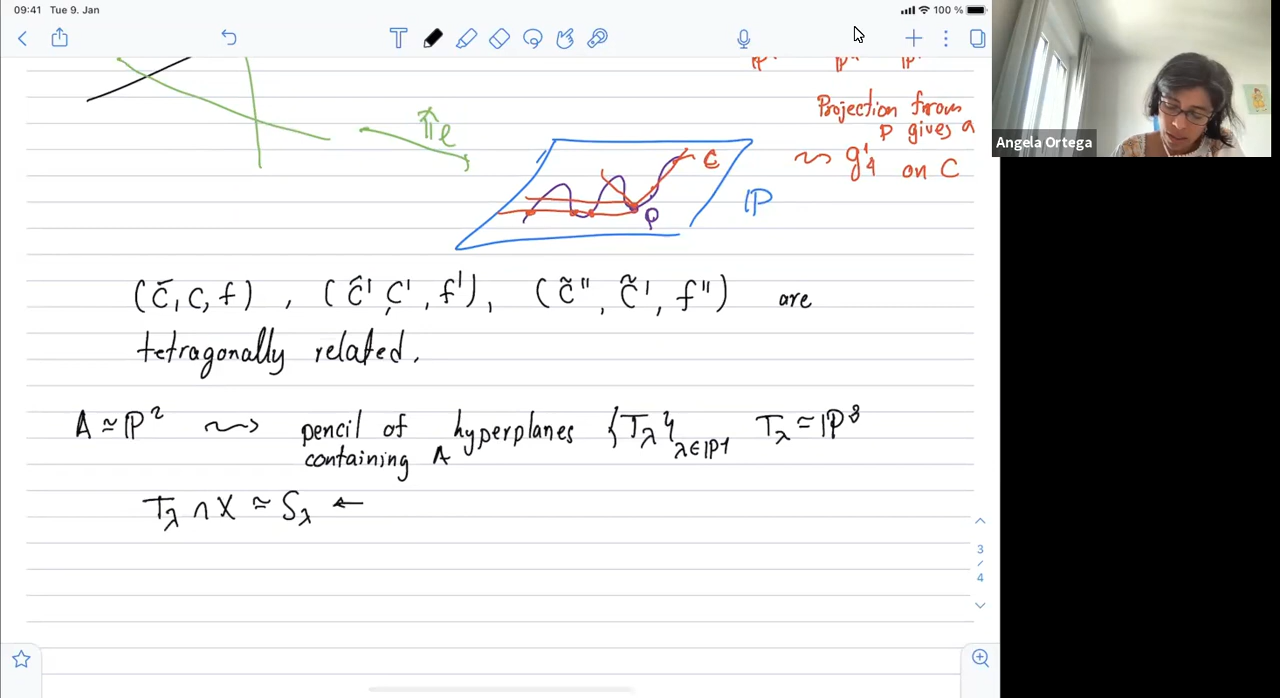 09:41 Tue 9. Jan
100 %
Projection from
P gives a
~> g¹₄ on C
Angela Ortega
πℓ
C
P
ℙ
(C̃, C, f) , (C̃', C', f'), (C̃'', C̃', f'') are
tetragonally related.
A ≃ ℙ² ~> pencil of hyperplanes {T_λ}_{λ∈ℙ1} T_λ ≃ ℙ³
containing A
T_λ ∩ X ≃ S_λ ←
3
/
4